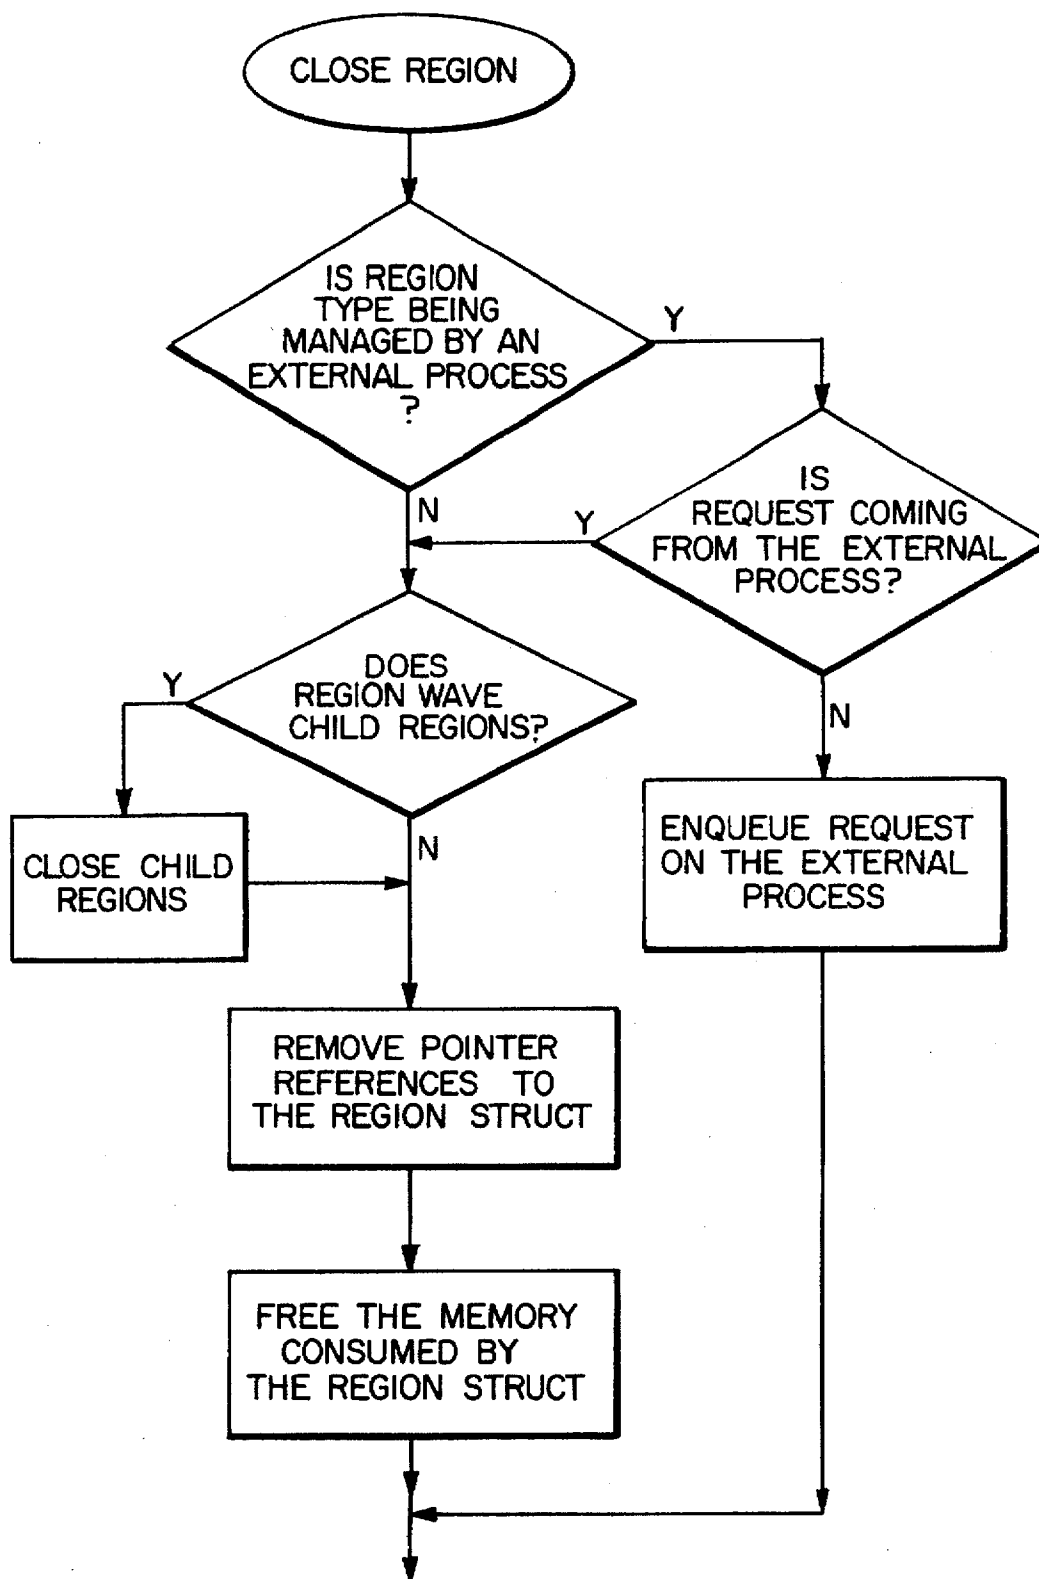 CLOSE REGION
IS REGION
TYPE BEING
MANAGED BY AN
EXTERNAL PROCESS
?
Y
N
IS
REQUEST COMING
FROM THE EXTERNAL
PROCESS?
Y
N
DOES
REGION WAVE
CHILD REGIONS?
Y
N
CLOSE CHILD
REGIONS
ENQUEUE REQUEST
ON THE EXTERNAL
PROCESS
REMOVE POINTER
REFERENCES TO
THE REGION STRUCT
FREE THE MEMORY
CONSUMED BY
THE REGION STRUCT